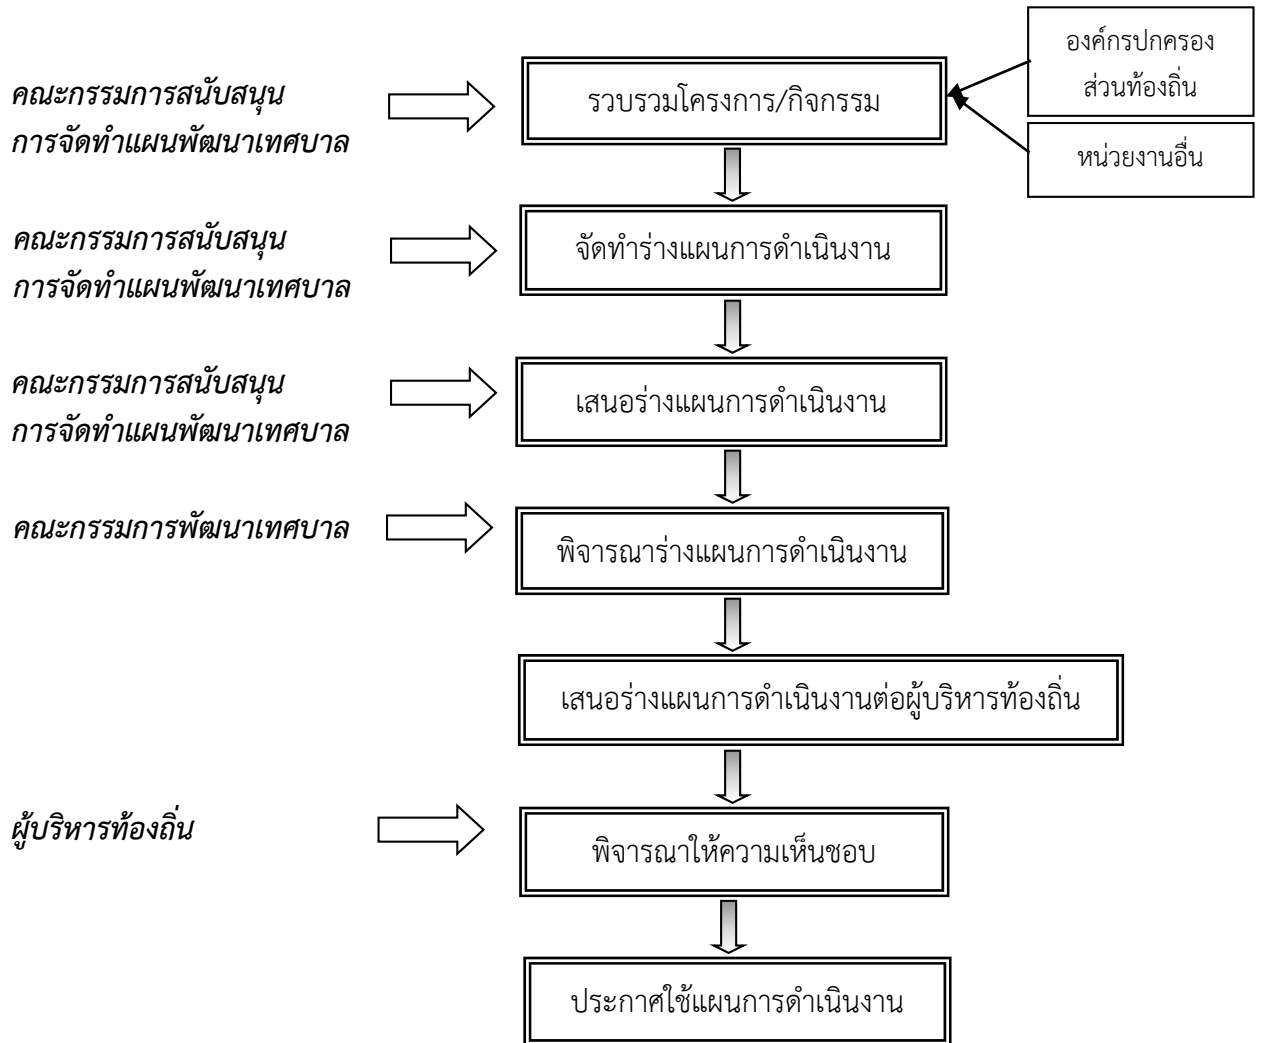 องค์กรปกครอง
ส่วนท้องถิ่น
คณะกรรมการสนับสนุน
การจัดทำแผนพัฒนาเทศบาล
รวบรวมโครงการ/กิจกรรม
หน่วยงานอื่น
คณะกรรมการสนับสนุน
การจัดทำแผนพัฒนาเทศบาล
จัดทำร่างแผนการดำเนินงาน
คณะกรรมการสนับสนุน
การจัดทำแผนพัฒนาเทศบาล
เสนอร่างแผนการดำเนินงาน
คณะกรรมการพัฒนาเทศบาล
พิจารณาร่างแผนการดำเนินงาน
เสนอร่างแผนการดำเนินงานต่อผู้บริหารท้องถิ่น
ผู้บริหารท้องถิ่น
พิจารณาให้ความเห็นชอบ
ประกาศใช้แผนการดำเนินงาน